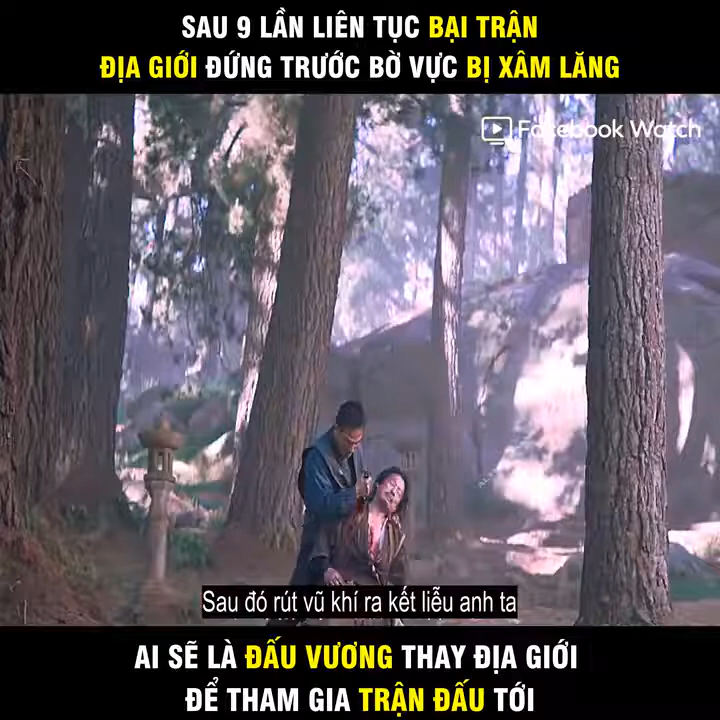 SAU 9 LẦN LIÊN TỤC BẠI TRẬN
ĐỊA GIỚI ĐỨNG TRƯỚC BỜ VỰC BỊ XÂM LĂNG
Facebook Watch
Sau đó rút vũ khí ra kết liễu anh ta
AI SẼ LÀ ĐẤU VƯƠNG THAY ĐỊA GIỚI
ĐỂ THAM GIA TRẬN ĐẤU TỚI